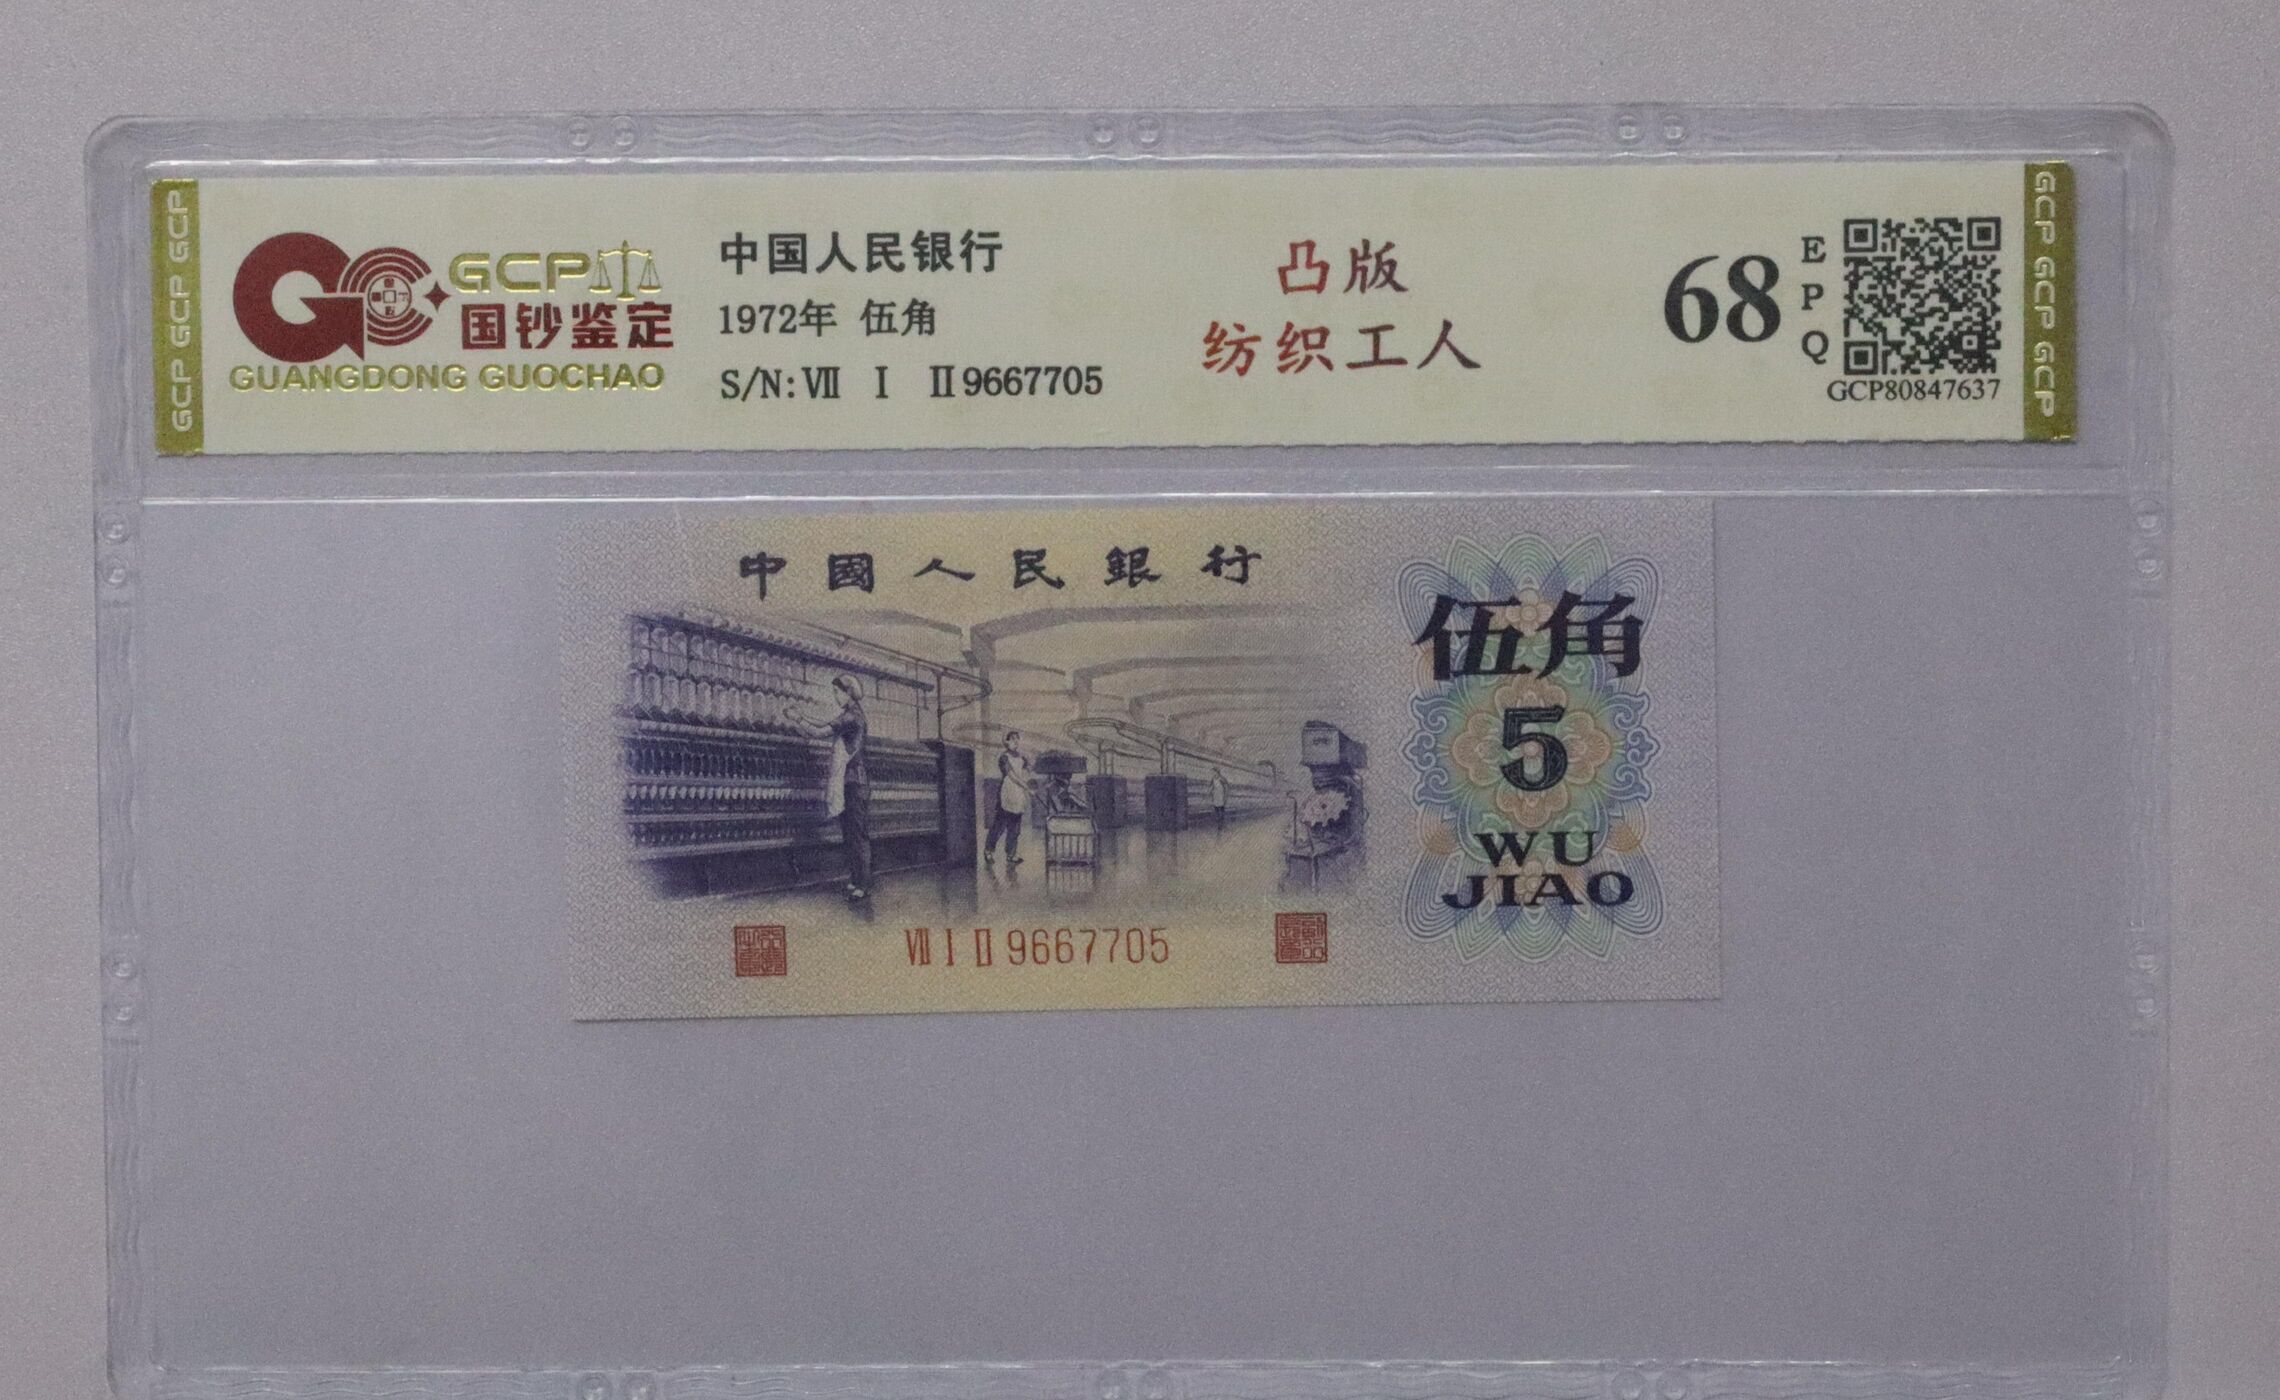 GCP GCP GCP
GCP
国钞鉴定
GUANGDONG GUOCHAO
中国人民银行
1972年 伍角
S/N:Ⅶ Ⅰ Ⅱ9667705
凸版
纺织工人
68
EPQ
GCP80847637
GCP GCP GCP
中國人民銀行
伍角
5
WU
JIAO
Ⅶ Ⅰ Ⅱ 9667705